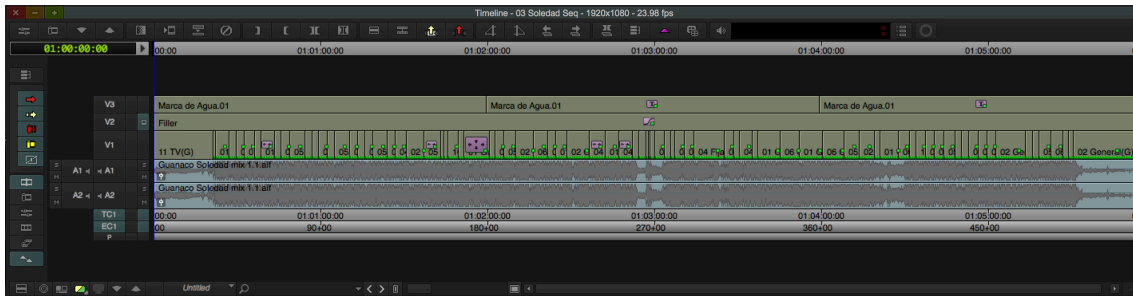 Timeline - 03 Soledad Seq - 1920x1080 - 23.98 fps
01:00:00:00
00:00 01:01:00:00 01:02:00:00 01:03:00:00 01:04:00:00 01:05:00:00
V3 Marca de Agua.01 Marca de Agua.01 Marca de Agua.01
V2 Filler
V1 11 TV(G) 02 General(G)
A1 A1 Guanaco Soledad mix 1.1.aif
A2 A2 Guanaco Soledad mix 1.1.aif
TC1 00:00 01:01:00:00 01:02:00:00 01:03:00:00 01:04:00:00 01:05:00:00
EC1 00 90+00 180+00 270+00 360+00 450+00
P
Untitled